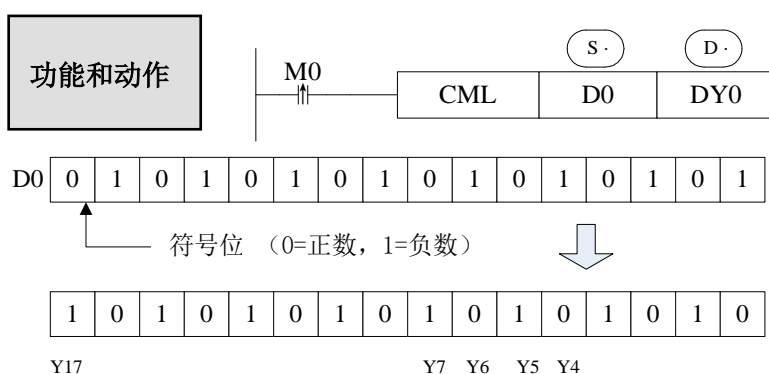 功能和动作
M0
S·
D·
CML D0 DY0
D0 0 1 0 1 0 1 0 1 0 1 0 1 0 1 0 1
符号位 （0=正数，1=负数）
1 0 1 0 1 0 1 0 1 0 1 0 1 0 1 0
Y17 Y7 Y6 Y5 Y4